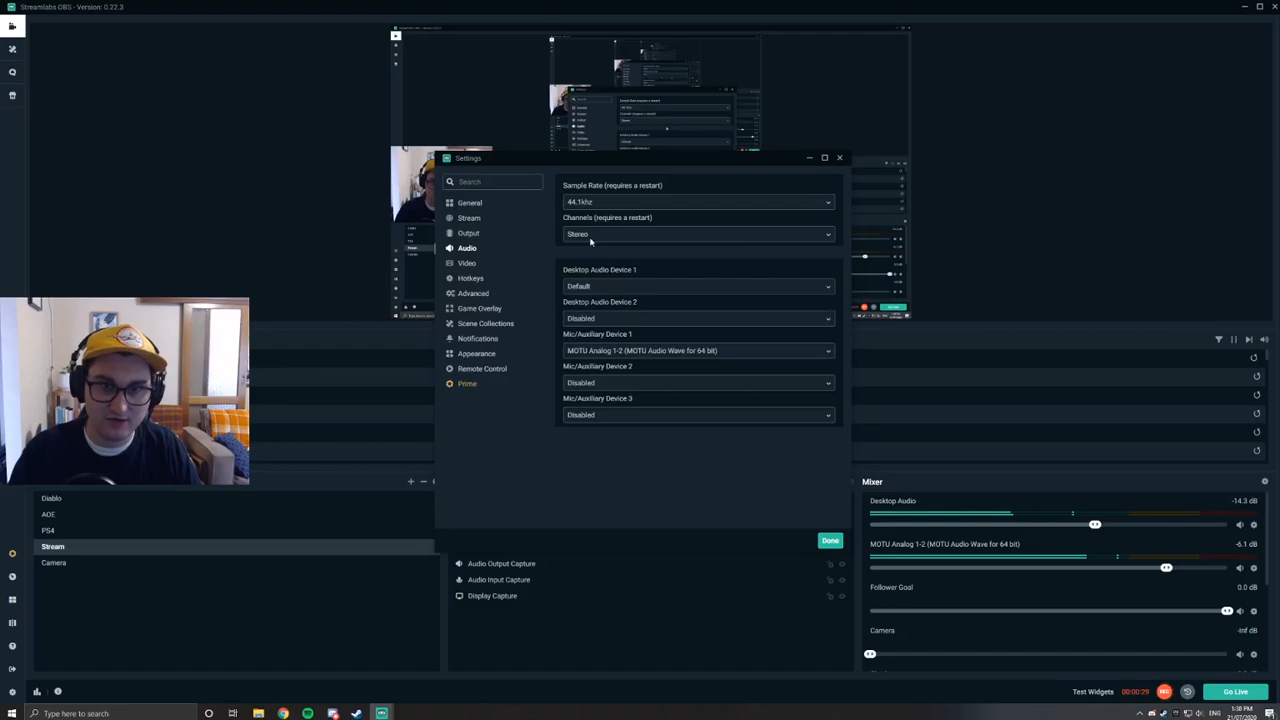 Streamlabs OBS - Version: 0.22.3
Settings
Search
General
Stream
Output
Audio
Video
Hotkeys
Advanced
Game Overlay
Scene Collections
Notifications
Appearance
Remote Control
Prime
Sample Rate (requires a restart)
44.1khz
Channels (requires a restart)
Stereo
Desktop Audio Device 1
Default
Desktop Audio Device 2
Disabled
Mic/Auxiliary Device 1
MOTU Analog 1-2 (MOTU Audio Wave for 64 bit)
Mic/Auxiliary Device 2
Disabled
Mic/Auxiliary Device 3
Disabled
Done
Diablo
AOE
PS4
Stream
Camera
Audio Output Capture
Audio Input Capture
Display Capture
Mixer
Desktop Audio -14.3 dB
MOTU Analog 1-2 (MOTU Audio Wave for 64 bit) -6.1 dB
Follower Goal 0.0 dB
Camera -Inf dB
Test Widgets 00:00:29 REC Go Live
Type here to search
ENG
1:38 PM
21/07/2020